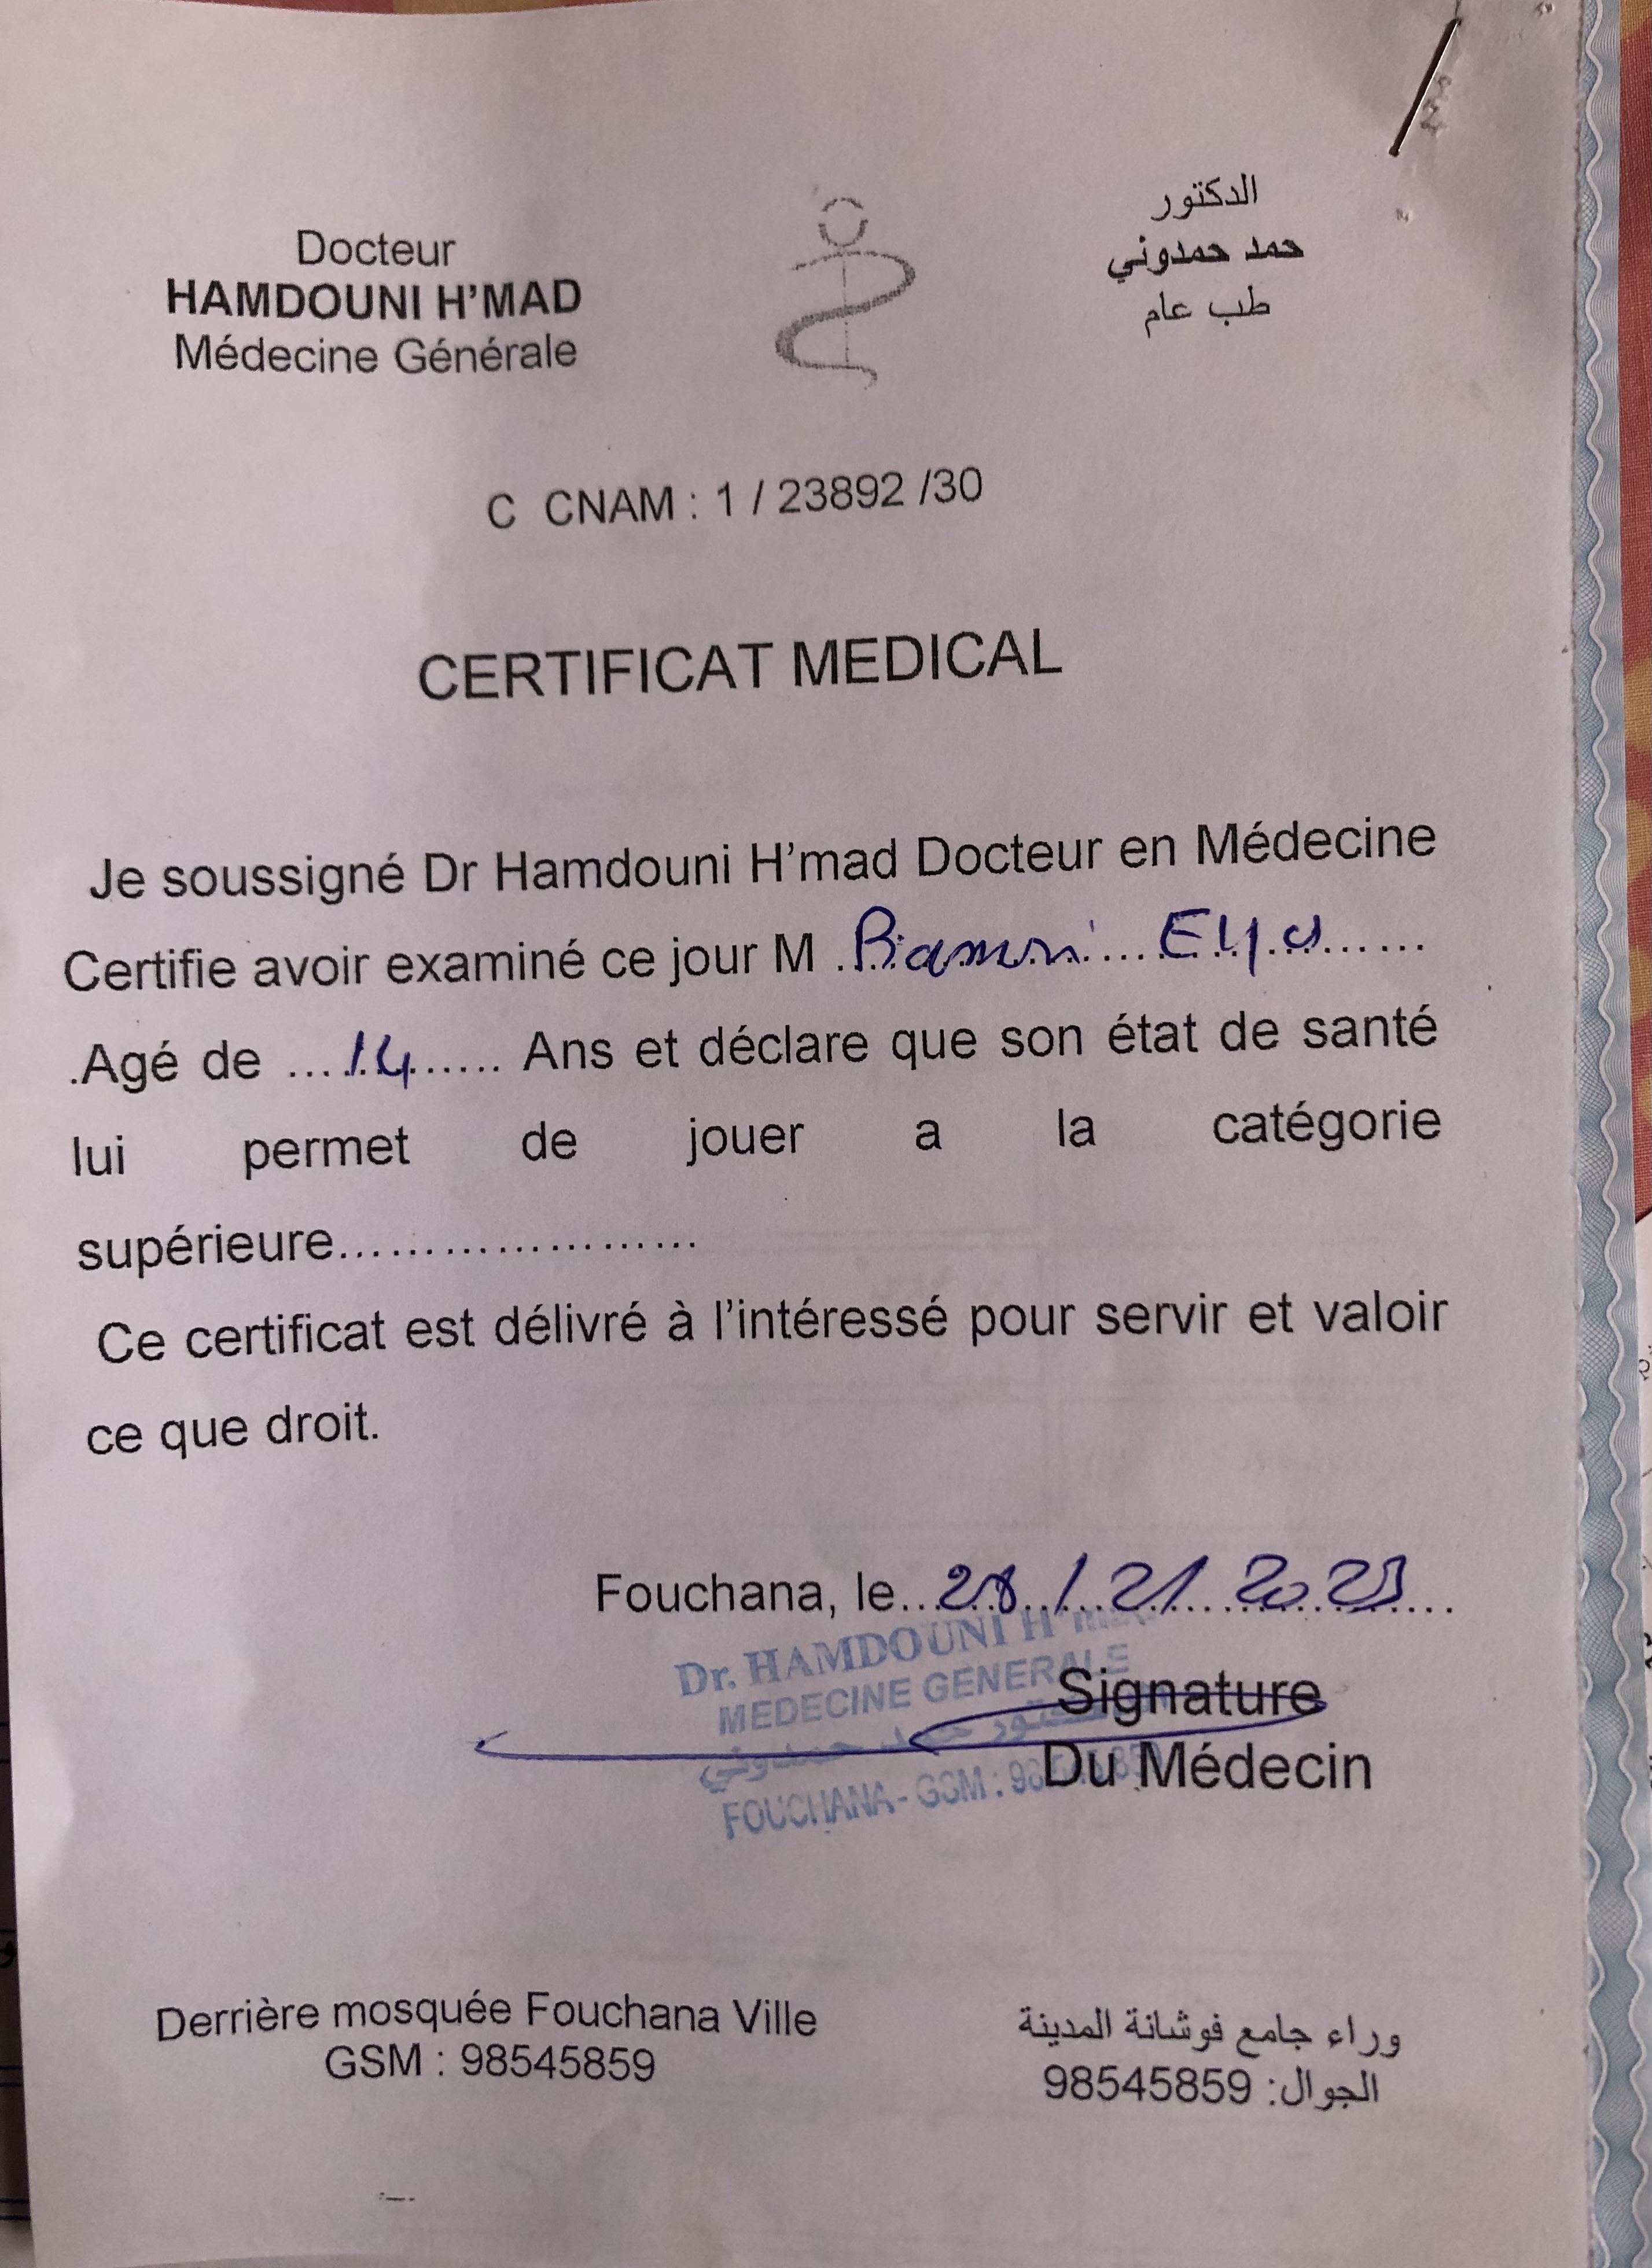 Docteur
HAMDOUNI H'MAD
Médecine Générale
الدكتور
حمد حمدوني
طب عام
C CNAM : 1 / 23892 /30
CERTIFICAT MEDICAL
Je soussigné Dr Hamdouni H'mad Docteur en Médecine
Certifie avoir examiné ce jour M .......... Eya ......
.Agé de ....14....... Ans et déclare que son état de santé
lui permet de jouer a la catégorie
supérieure......................
Ce certificat est délivré à l'intéressé pour servir et valoir
ce que droit.
Fouchana, le...28./.21..2023...
Dr. HAMDOUNI H'
MEDECINE GENERALE
Signature
حمدوني
Du Médecin
FOUCHANA - GSM : 98
Derrière mosquée Fouchana Ville
GSM : 98545859
وراء جامع فوشانة المدينة
الجوال: 98545859